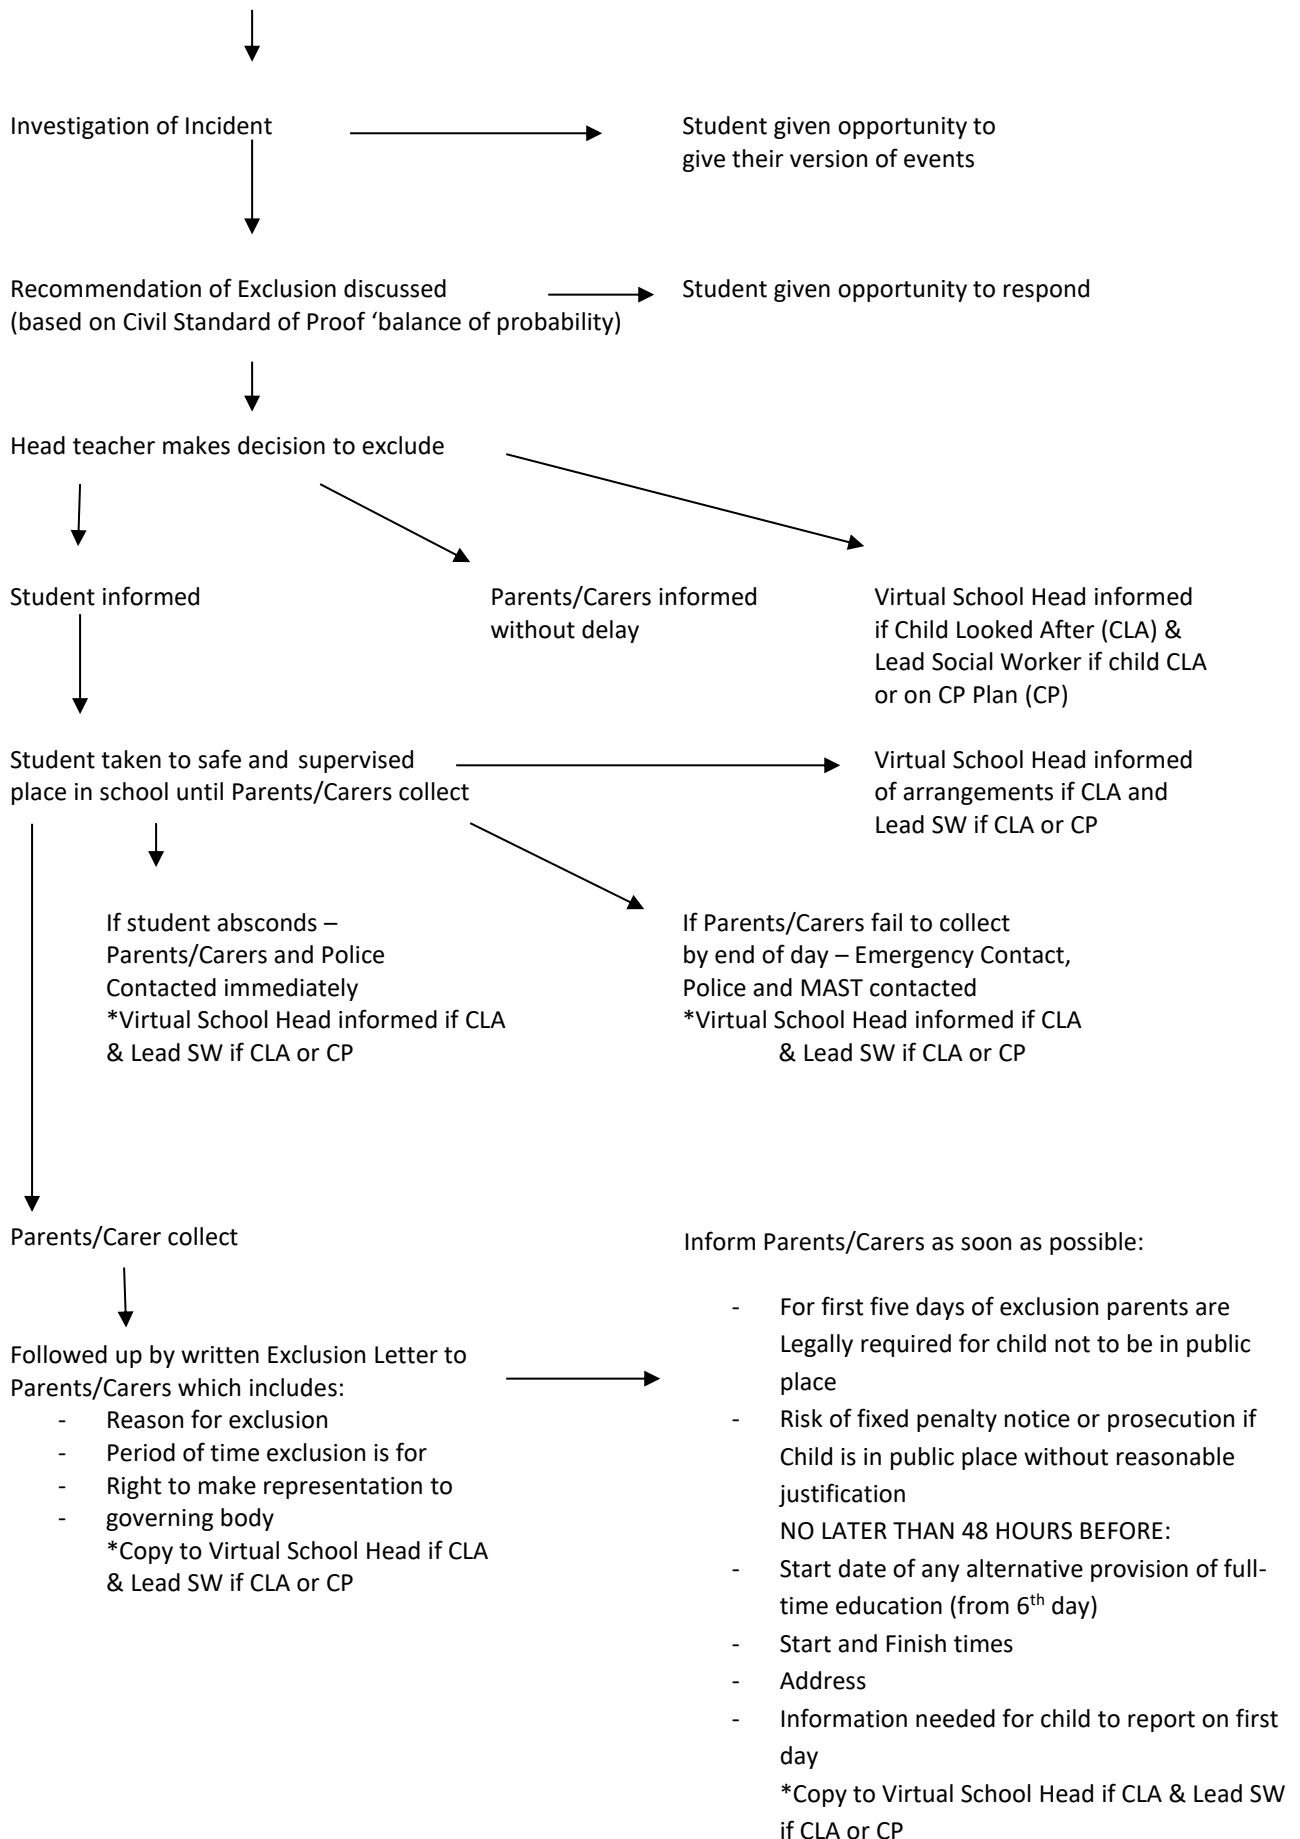 Investigation of Incident
Student given opportunity to
give their version of events
Recommendation of Exclusion discussed
(based on Civil Standard of Proof ‘balance of probability)
Student given opportunity to respond
Head teacher makes decision to exclude
Student informed
Parents/Carers informed
without delay
Virtual School Head informed
if Child Looked After (CLA) &
Lead Social Worker if child CLA
or on CP Plan (CP)
Student taken to safe and supervised
place in school until Parents/Carers collect
Virtual School Head informed
of arrangements if CLA and
Lead SW if CLA or CP
If student absconds –
Parents/Carers and Police
Contacted immediately
*Virtual School Head informed if CLA
& Lead SW if CLA or CP
If Parents/Carers fail to collect
by end of day – Emergency Contact,
Police and MAST contacted
*Virtual School Head informed if CLA
& Lead SW if CLA or CP
Parents/Carer collect
Followed up by written Exclusion Letter to
Parents/Carers which includes:
- Reason for exclusion
- Period of time exclusion is for
- Right to make representation to
- governing body
*Copy to Virtual School Head if CLA
& Lead SW if CLA or CP
Inform Parents/Carers as soon as possible:
- For first five days of exclusion parents are
Legally required for child not to be in public
place
- Risk of fixed penalty notice or prosecution if
Child is in public place without reasonable
justification
NO LATER THAN 48 HOURS BEFORE:
- Start date of any alternative provision of full-
time education (from 6th day)
- Start and Finish times
- Address
- Information needed for child to report on first
day
*Copy to Virtual School Head if CLA & Lead SW
if CLA or CP